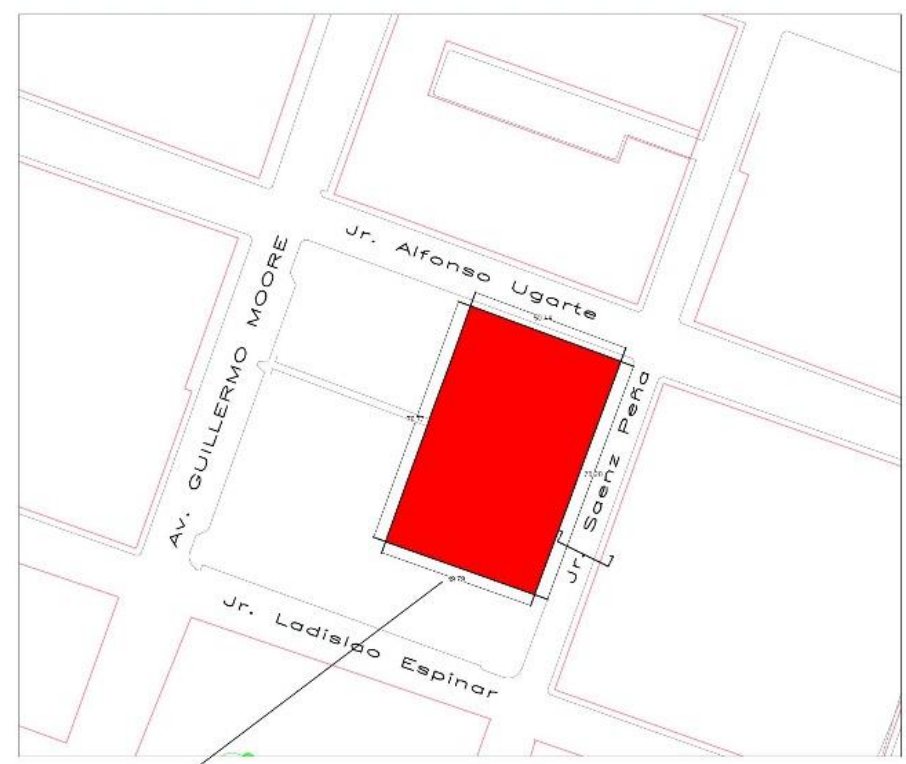 Jr. Alfonso Ugarte
Av. GUILLERMO MOORE
Jr. Saenz Peña
Jr. Ladislao Espinar